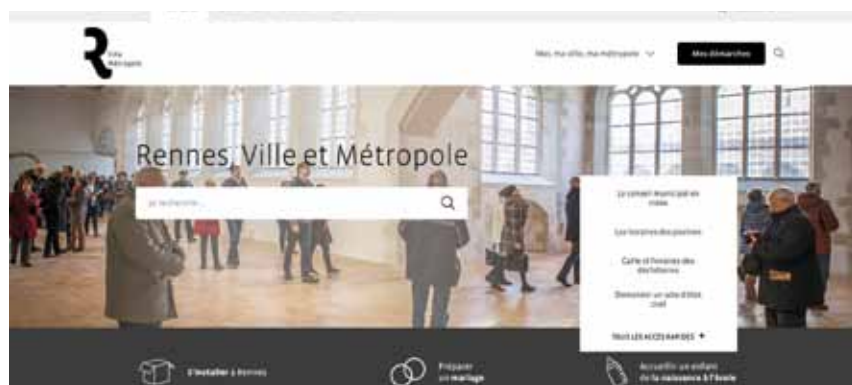 Ville
Métropole
Moi, ma ville, ma métropole
Mes démarches
Rennes, Ville et Métropole
Je recherche...
Le conseil municipal en
Les horaires des piscines
Carte et horaires des
déchèteries
Demander un acte d'état
civil
TOUS LES ACCÈS RAPIDES +
S'installer à Rennes
Préparer
un mariage
Accueillir un enfant
de la naissance à l'école